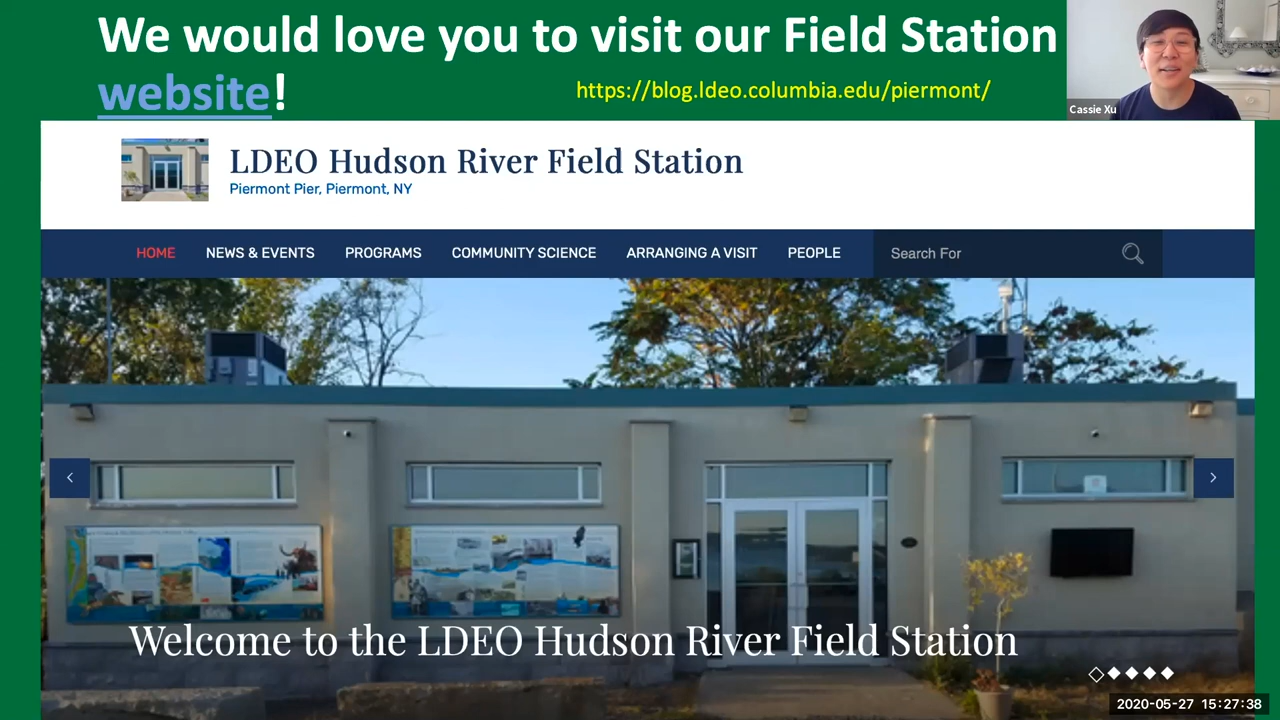 We would love you to visit our Field Station
website!
https://blog.ldeo.columbia.edu/piermont/
Cassie Xu
LDEO Hudson River Field Station
Piermont Pier, Piermont, NY
HOME NEWS & EVENTS PROGRAMS COMMUNITY SCIENCE ARRANGING A VISIT PEOPLE Search For
Welcome to the LDEO Hudson River Field Station
2020-05-27 15:27:38